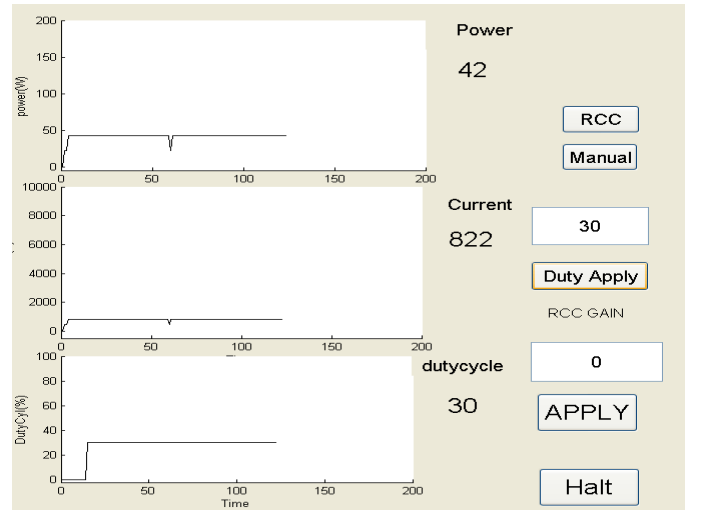 200
150
100
50
0
power(W)
0 50 100 150 200
Power
42
RCC
Manual
10000
8000
6000
4000
2000
0
0 50 100 150 200
Current
822
30
Duty Apply
RCC GAIN
100
80
60
40
20
0
DutyCyl(%)
0 50 100 150 200
Time
dutycycle
30
0
APPLY
Halt